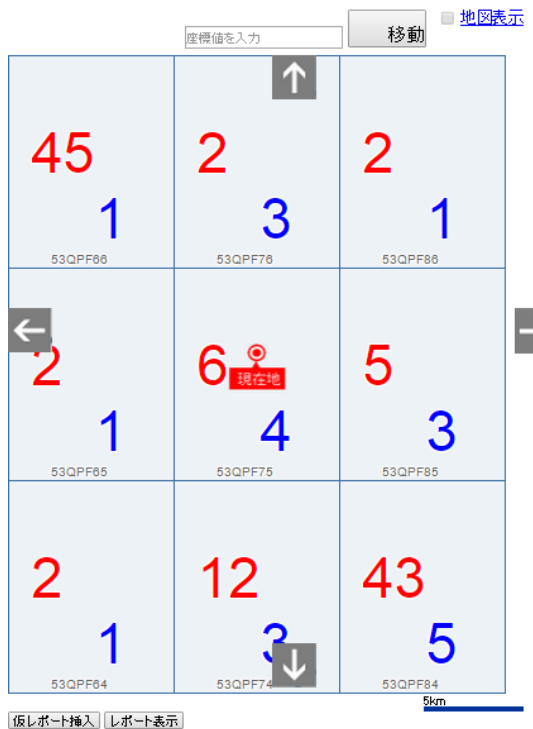 座標値を入力 移動 地図表示
45 2 2
1 3 1
53QPF66 53QPF76 53QPF86
2 6 現在地 5
1 4 3
53QPF65 53QPF75 53QPF85
2 12 43
1 3 5
53QPF64 53QPF74 53QPF84
5km
仮レポート挿入 レポート表示